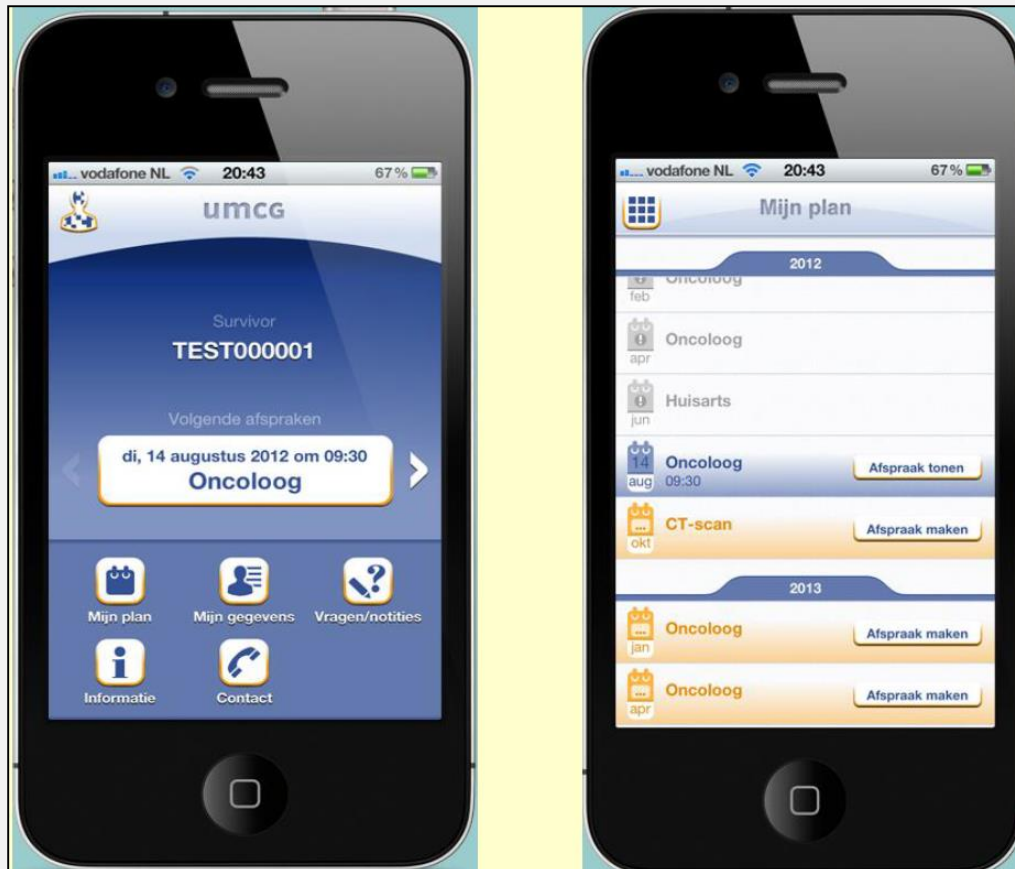 vodafone NL 20:43 67%
umcg
Survivor
TEST000001
Volgende afspraken
di, 14 augustus 2012 om 09:30
Oncoloog
Mijn plan Mijn gegevens Vragen/notities
Informatie Contact
vodafone NL 20:43 67%
Mijn plan
2012
Oncoloog
feb
Oncoloog
apr
Huisarts
jun
14 Oncoloog Afspraak tonen
aug 09:30
... CT-scan Afspraak maken
okt
2013
... Oncoloog Afspraak maken
jan
... Oncoloog Afspraak maken
apr